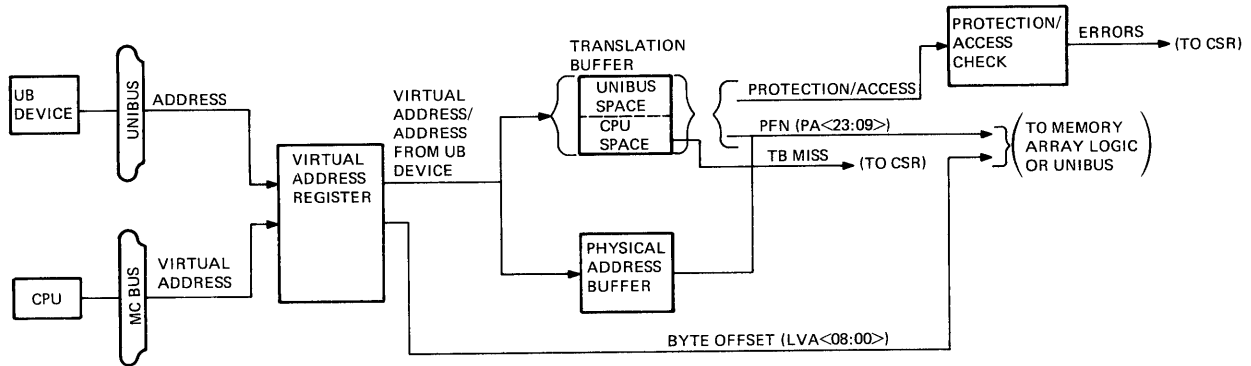 UB
DEVICE
UNIBUS
ADDRESS
CPU
MC BUS
VIRTUAL
ADDRESS
VIRTUAL
ADDRESS
REGISTER
VIRTUAL
ADDRESS/
ADDRESS
FROM UB
DEVICE
TRANSLATION
BUFFER
UNIBUS
SPACE
CPU
SPACE
PROTECTION/ACCESS
PFN (PA<23:09>)
TB MISS
(TO CSR)
PROTECTION/
ACCESS
CHECK
ERRORS
(TO CSR)
(TO MEMORY
ARRAY LOGIC
OR UNIBUS)
PHYSICAL
ADDRESS
BUFFER
BYTE OFFSET (LVA<08:00>)